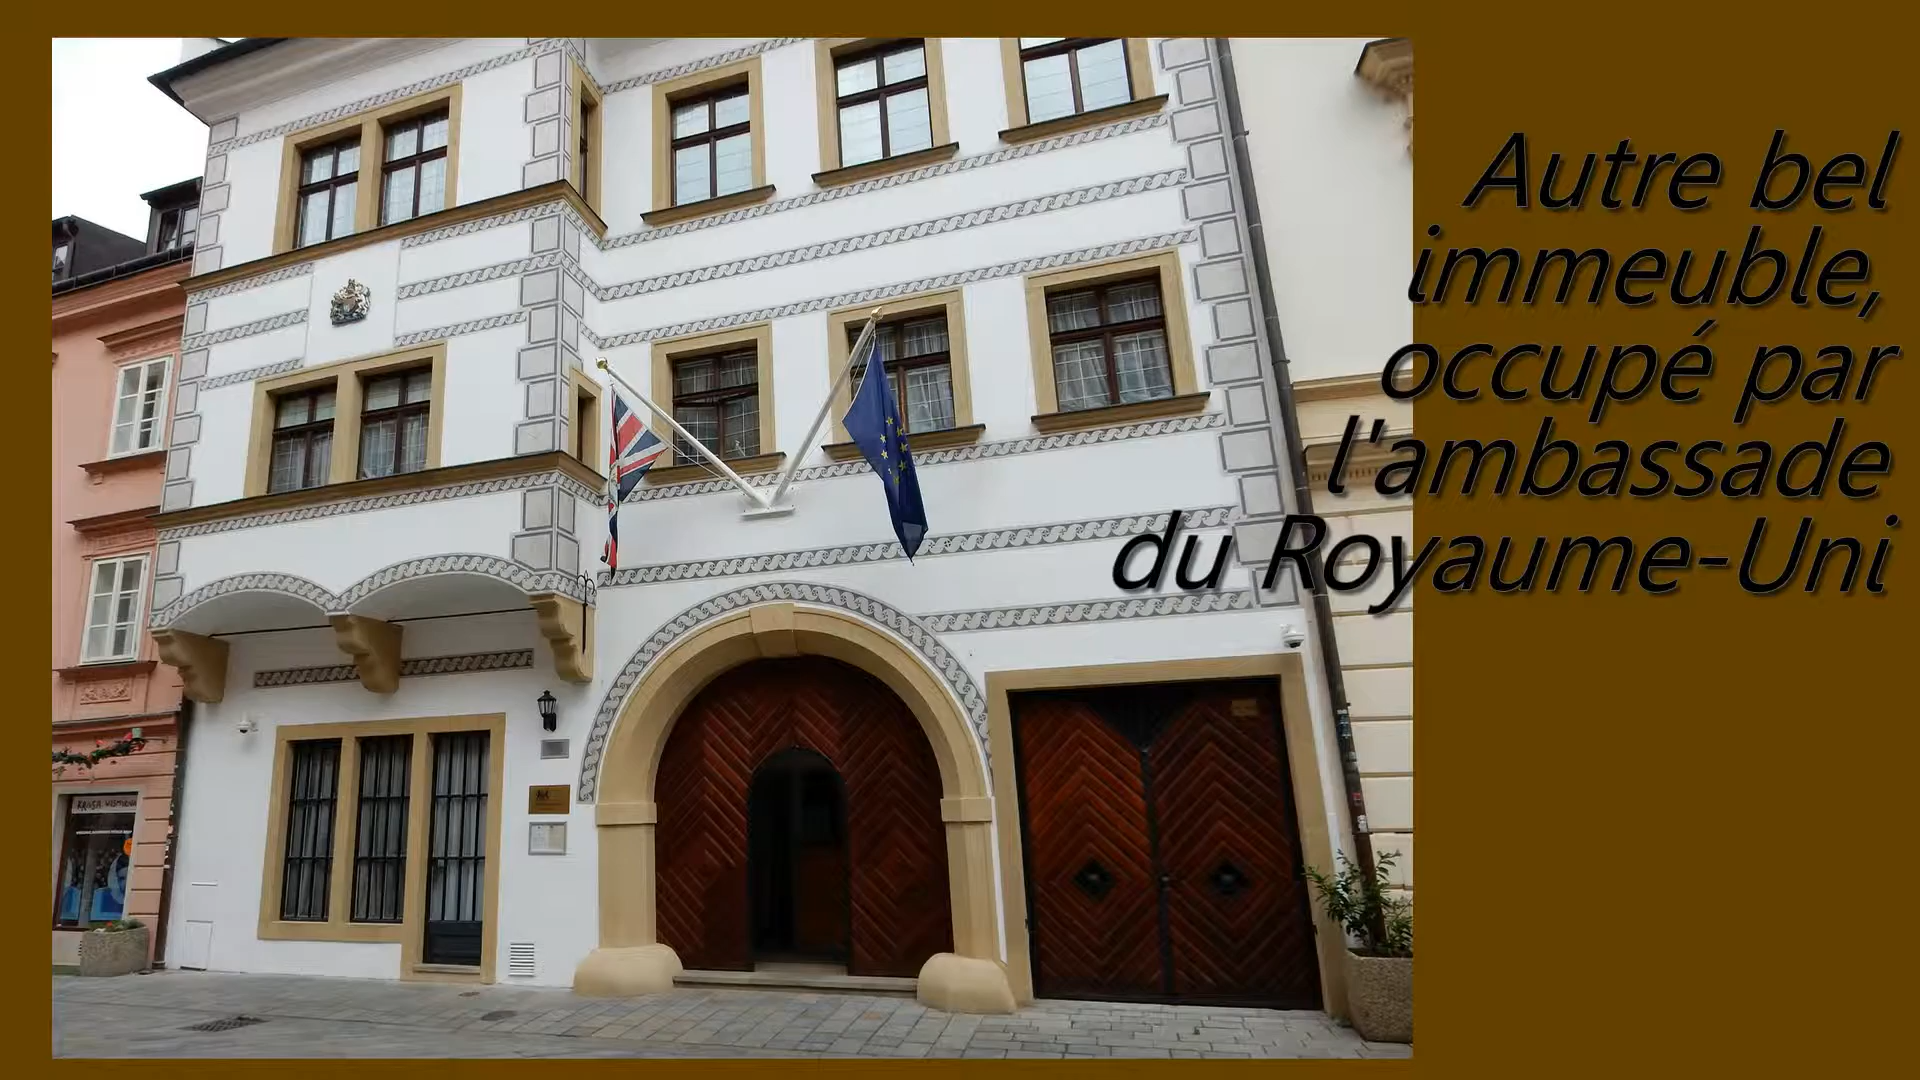 Autre bel
immeuble,
occupé par
l'ambassade
du Royaume-Uni